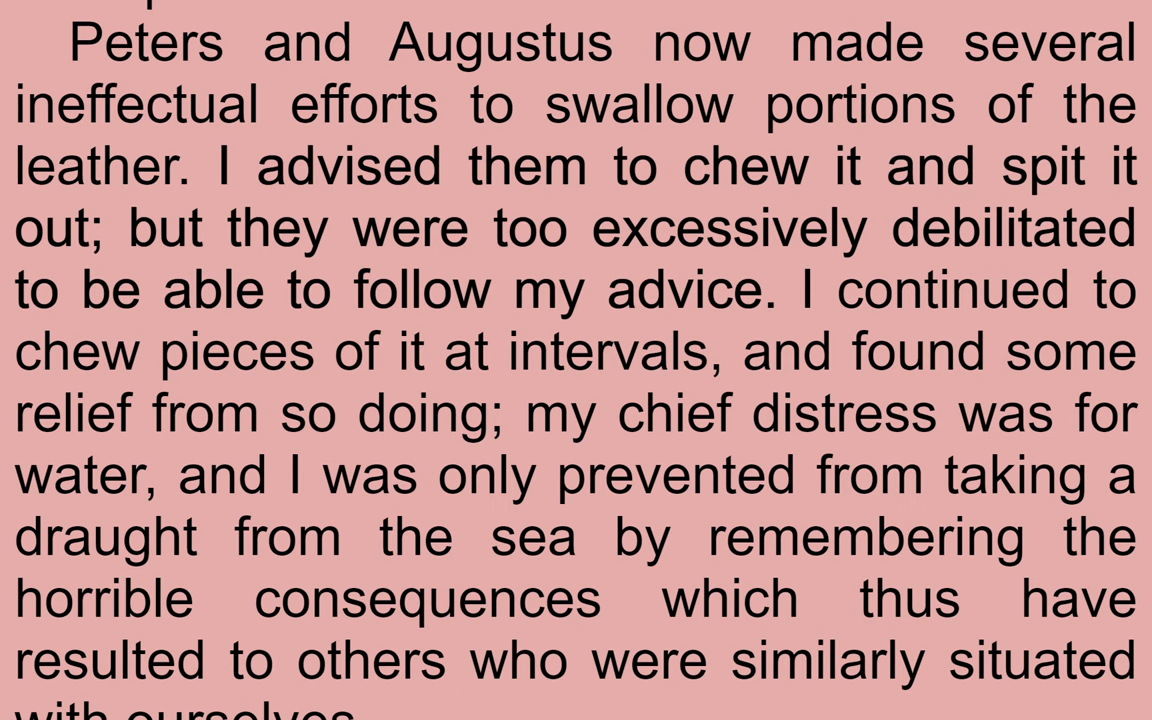 Peters and Augustus now made several
ineffectual efforts to swallow portions of the
leather. I advised them to chew it and spit it
out; but they were too excessively debilitated
to be able to follow my advice. I continued to
chew pieces of it at intervals, and found some
relief from so doing; my chief distress was for
water, and I was only prevented from taking a
draught from the sea by remembering the
horrible consequences which thus have
resulted to others who were similarly situated
with ourselves.